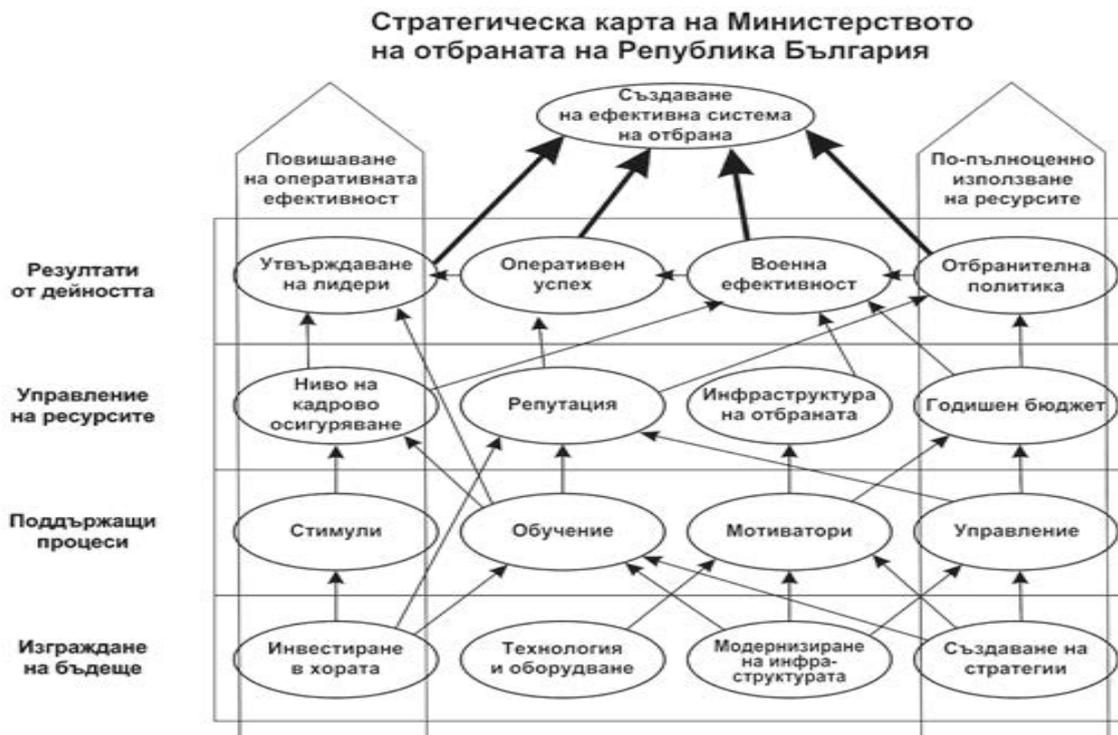 Стратегическа карта на Министерството
на отбраната на Република България
Създаване
на ефективна система
на отбрана
Повишаване
на оперативната
ефективност
По-пълноценно
използване
на ресурсите
Резултати
от дейността
Утвърждаване
на лидери
Оперативен
успех
Военна
ефективност
Отбранителна
политика
Управление
на ресурсите
Ниво на
кадрово
осигуряване
Репутация
Инфраструктура
на отбраната
Годишен бюджет
Поддържащи
процеси
Стимули
Обучение
Мотиватори
Управление
Изграждане
на бъдеще
Инвестиране
в хората
Технология
и оборудване
Модернизиране
на инфра-
структурата
Създаване на
стратегии